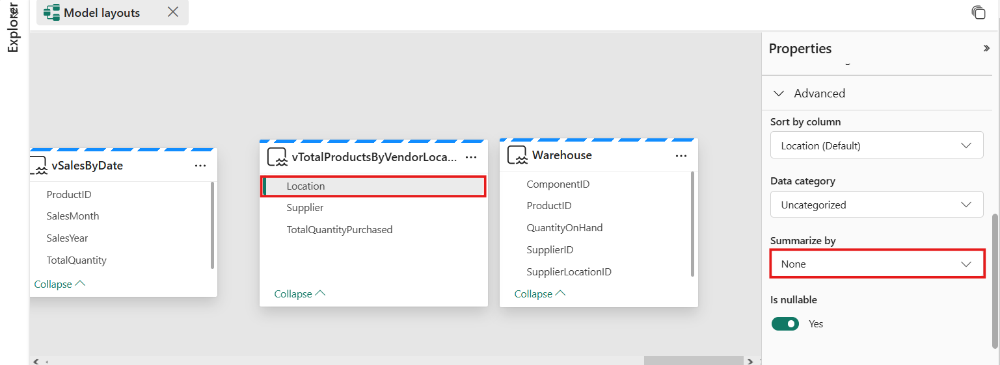 Explorer
Model layouts
Properties
Advanced
Sort by column
Location (Default)
Data category
Uncategorized
Summarize by
None
Is nullable
Yes
vSalesByDate
ProductID
SalesMonth
SalesYear
TotalQuantity
Collapse
vTotalProductsByVendorLoca...
Location
Supplier
TotalQuantityPurchased
Collapse
Warehouse
ComponentID
ProductID
QuantityOnHand
SupplierID
SupplierLocationID
Collapse